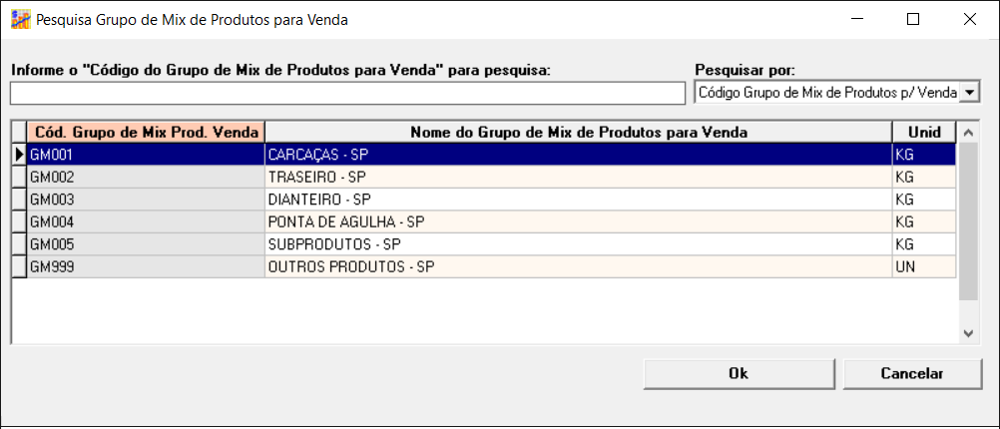 Pesquisa Grupo de Mix de Produtos para Venda
Informe o "Código do Grupo de Mix de Produtos para Venda" para pesquisa:
Pesquisar por:
Código Grupo de Mix de Produtos p/ Venda
Cód. Grupo de Mix Prod. Venda Nome do Grupo de Mix de Produtos para Venda Unid
GM001 CARCAÇAS - SP KG
GM002 TRASEIRO - SP KG
GM003 DIANTEIRO - SP KG
GM004 PONTA DE AGULHA - SP KG
GM005 SUBPRODUTOS - SP KG
GM999 OUTROS PRODUTOS - SP UN
Ok Cancelar